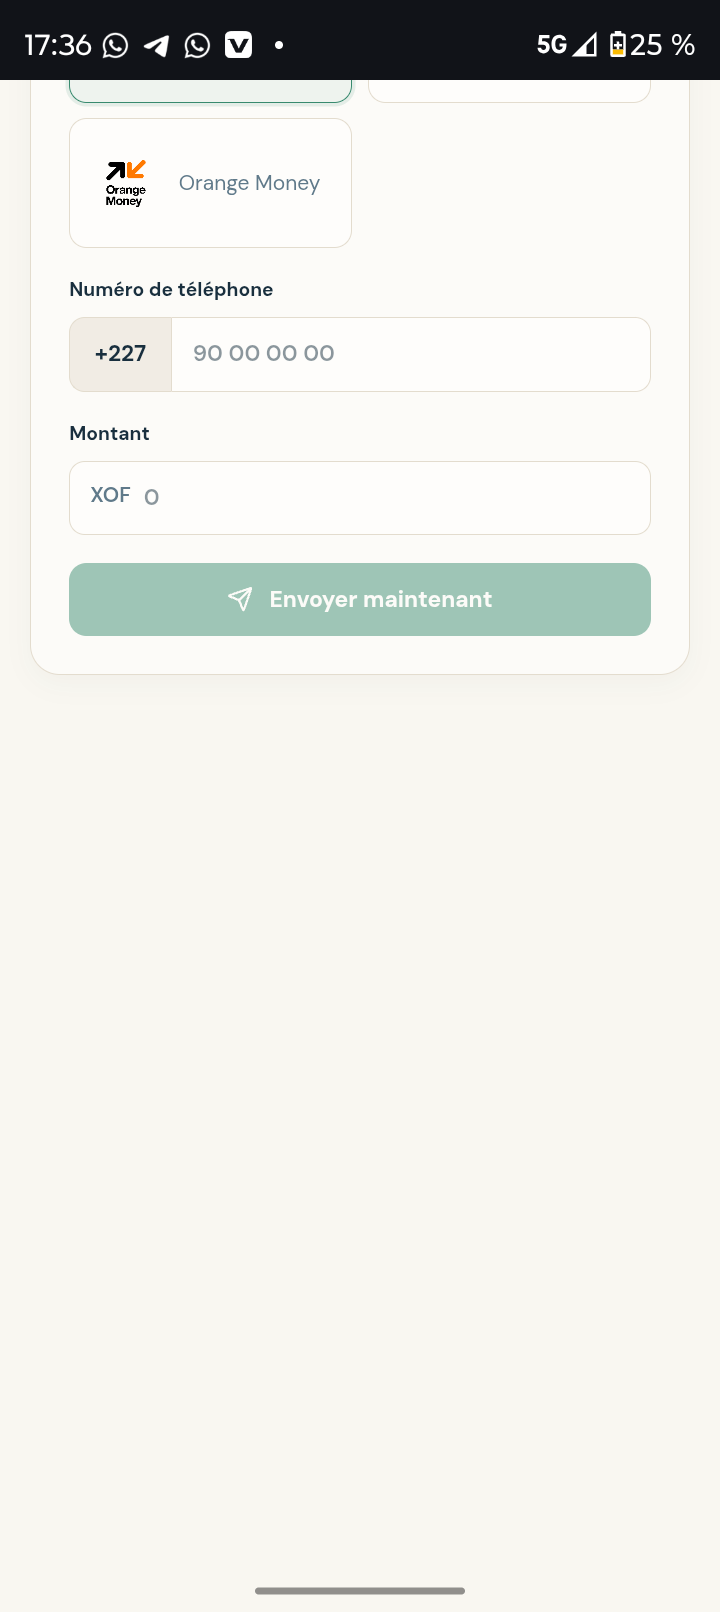 17:36 5G 25 %
Orange
Money
Orange Money
Numéro de téléphone
+227 90 00 00 00
Montant
XOF 0
Envoyer maintenant